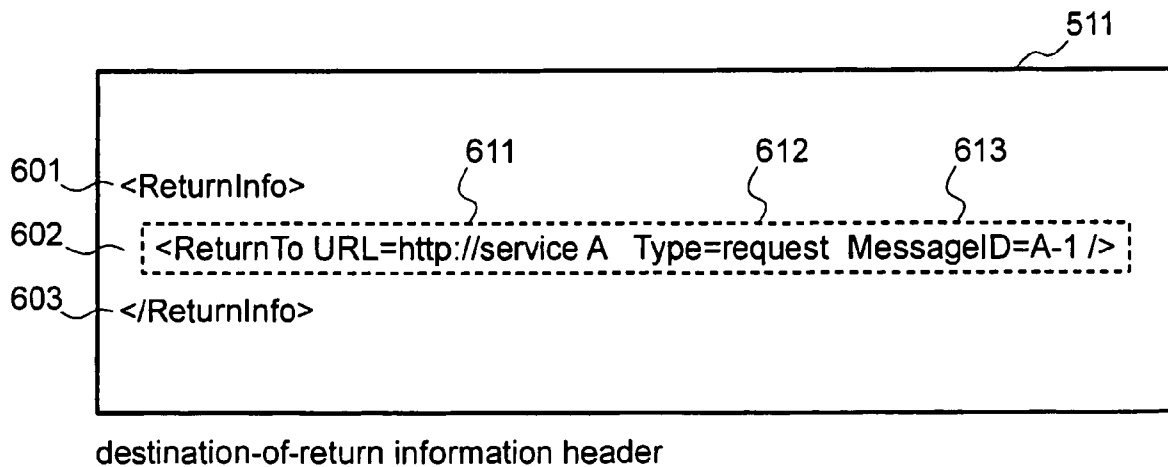 511
611 612 613
601 <ReturnInfo>
602 <ReturnTo URL=http://service A Type=request MessageID=A-1 />
603 </ReturnInfo>
destination-of-return information header